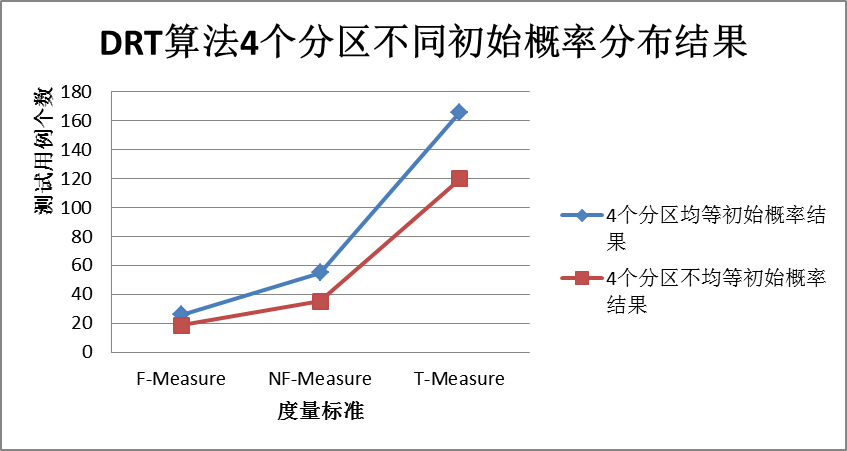 DRT算法4个分区不同初始概率分布结果
测试用例个数
180
160
140
120
100
80
60
40
20
0
F-Measure NF-Measure T-Measure
度量标准
4个分区均等初始概率结
果
4个分区不均等初始概率
结果